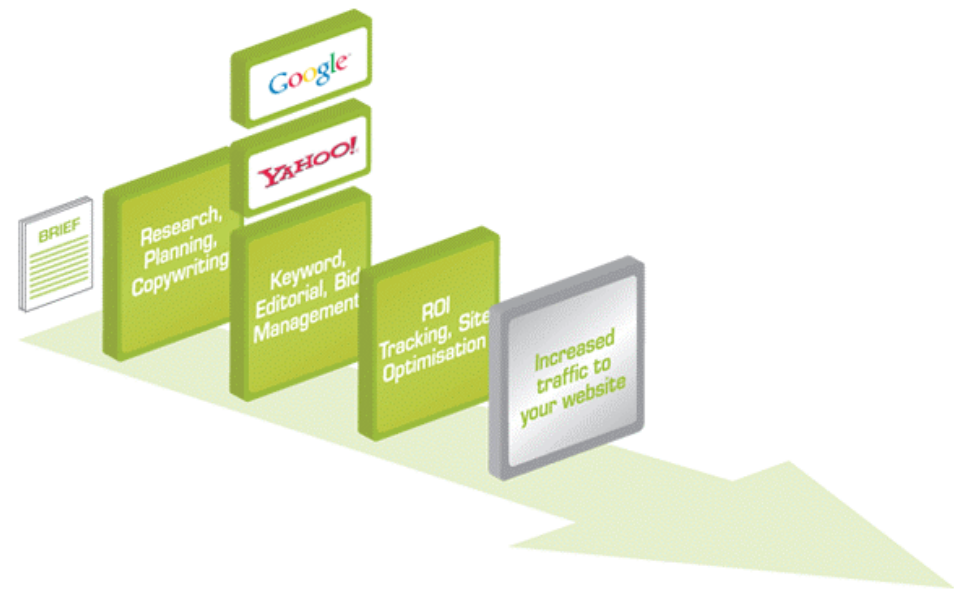 BRIEF
Research,
Planning,
Copywriting
Google
YAHOO!
Keyword,
Editorial, Bid
Management
ROI
Tracking, Site
Optimisation
Increased
traffic to
your website